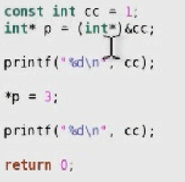 const int cc = 1;
int* p = (int*)&cc;
printf("%d\n", cc);
*p = 3;
printf("%d\n", cc);
return 0;